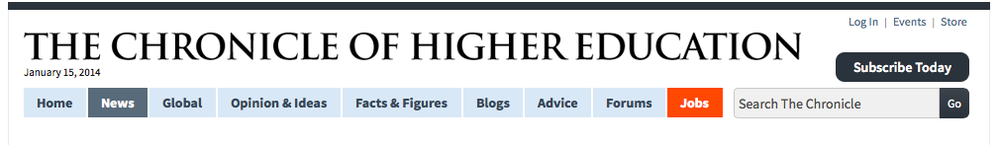 Log In | Events | Store
THE CHRONICLE OF HIGHER EDUCATION
January 15, 2014
Subscribe Today
Home News Global Opinion & Ideas Facts & Figures Blogs Advice Forums Jobs Search The Chronicle Go